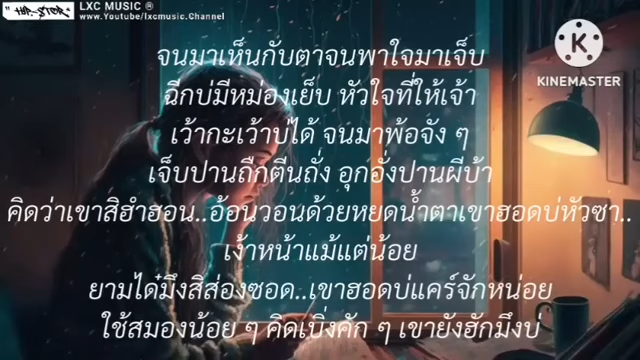 HIP-STER
LXC MUSIC ®
www.Youtube/Lxcmusic.Channel
K
KINEMASTER
จนมาเห็นกับตาจนพาใจมาเจ็บ
ฉีกบ่มีหม่องเย็บ หัวใจที่ให้เจ้า
เว้ากะเว้าบ่ได้ จนมาพ้อจัง ๆ
เจ็บปานถืกตีนถั่ง อุกอั่งปานผีบ้า
คิดว่าเขาสิฮำฮอน..อ้อนวอนด้วยหยดน้ำตาเขาฮอดบ่หัวซา..
เง้าหน้าแม้แต่น้อย
ยามได๋มึงสิส่องซอด..เขาฮอดบ่แคร์จักหน่อย
ใช้สมองน้อย ๆ คิดเบิ่งคัก ๆ เขายังฮักมึงบ่